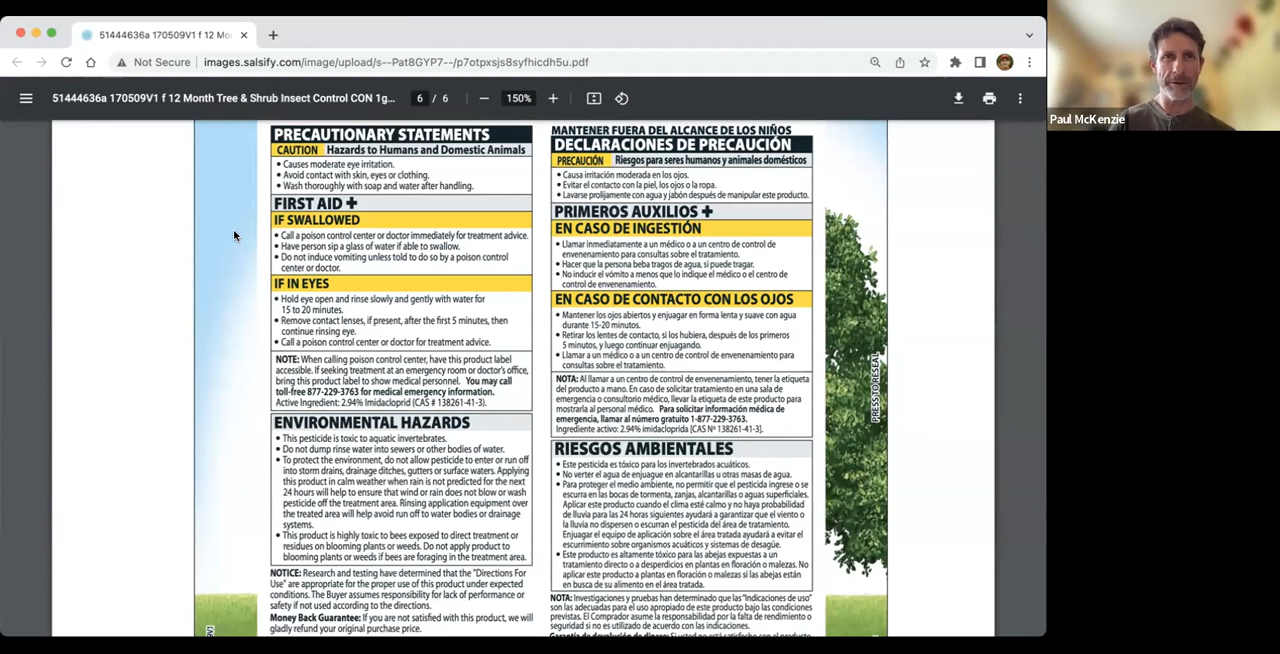 51444636a 170509V1 f 12 Mo
Not Secure
images.salsify.com/image/upload/s--Pat8GYP7--/p7otpxsjs8syfhicdh5u.pdf
51444636a 170509V1 f 12 Month Tree & Shrub Insect Control CON 1g...
6 / 6
150%
Paul McKenzie
PRECAUTIONARY STATEMENTS
CAUTION Hazards to Humans and Domestic Animals
• Causes moderate eye irritation.
• Avoid contact with skin, eyes or clothing.
• Wash thoroughly with soap and water after handling.
FIRST AID +
IF SWALLOWED
• Call a poison control center or doctor immediately for treatment advice.
• Have person sip a glass of water if able to swallow.
• Do not induce vomiting unless told to do so by a poison control
center or doctor.
IF IN EYES
• Hold eye open and rinse slowly and gently with water for
15 to 20 minutes.
• Remove contact lenses, if present, after the first 5 minutes, then
continue rinsing eye.
• Call a poison control center or doctor for treatment advice.
NOTE: When calling poison control center, have this product label
accessible. If seeking treatment at an emergency room or doctor's office,
bring this product label to show medical personnel. You may call
toll-free 877-229-3763 for medical emergency information.
Active Ingredient: 2.94% Imidacloprid (CAS # 138261-41-3).
ENVIRONMENTAL HAZARDS
• This pesticide is toxic to aquatic invertebrates.
• Do not dump rinse water into sewers or other bodies of water.
• To protect the environment, do not allow pesticide to enter or run off
into storm drains, drainage ditches, gutters or surface waters. Applying
this product in calm weather when rain is not predicted for the next
24 hours will help to ensure that wind or rain does not blow or wash
pesticide off the treatment area. Rinsing application equipment over
the treated area will help avoid run off to water bodies or drainage
systems.
• This product is highly toxic to bees exposed to direct treatment or
residues on blooming plants or weeds. Do not apply product to
blooming plants or weeds if bees are foraging in the treatment area.
NOTICE: Research and testing have determined that the "Directions For
Use" are appropriate for the proper use of this product under expected
conditions. The Buyer assumes responsibility for lack of performance or
safety if not used according to the directions.
Money Back Guarantee: If you are not satisfied with this product, we will
gladly refund your original purchase price.
MANTENER FUERA DEL ALCANCE DE LOS NIÑOS
DECLARACIONES DE PRECAUCIÓN
PRECAUCIÓN Riesgos para seres humanos y animales domésticos
• Causa irritación moderada en los ojos.
• Evitar el contacto con la piel, los ojos o la ropa.
• Lavarse prolijamente con agua y jabón después de manipular este producto.
PRIMEROS AUXILIOS +
EN CASO DE INGESTIÓN
• Llamar inmediatamente a un médico o a un centro de control de
envenenamiento para consultas sobre el tratamiento.
• Hacer que la persona beba tragos de agua, si puede tragar.
• No inducir el vómito a menos que lo indique el médico o el centro de
control de envenenamiento.
EN CASO DE CONTACTO CON LOS OJOS
• Mantener los ojos abiertos y enjuagar en forma lenta y suave con agua
durante 15-20 minutos.
• Retirar los lentes de contacto, si los hubiera, después de los primeros
5 minutos, y luego continuar enjuagando.
• Llamar a un médico o a un centro de control de envenenamiento para
consultas sobre el tratamiento.
NOTA: Al llamar a un centro de control de envenenamiento, tener la etiqueta
del producto a mano. En caso de solicitar tratamiento en una sala de
emergencia o consultorio médico, llevar la etiqueta de este producto para
mostrarla al personal médico. Para solicitar información médica de
emergencia, llamar al número gratuito 1-877-229-3763.
Ingrediente activo: 2.94% imidacloprida [CAS Nº 138261-41-3].
RIESGOS AMBIENTALES
• Este pesticida es tóxico para los invertebrados acuáticos.
• No verter el agua de enjuague en alcantarillas u otras masas de agua.
• Para proteger el medio ambiente, no permitir que el pesticida ingrese o se
escurra en las bocas de tormenta, zanjas, alcantarillas o aguas superficiales.
Aplicar este producto cuando el clima esté calmo y no haya probabilidad
de lluvia para las 24 horas siguientes ayudará a garantizar que el viento o
la lluvia no dispersen o escurran el pesticida del área de tratamiento.
Enjuagar el equipo de aplicación sobre el área tratada ayudará a evitar el
escurrimiento sobre organismos acuáticos y sistemas de desagüe.
• Este producto es altamente tóxico para las abejas expuestas a un
tratamiento directo o a desperdicios en plantas en floración o malezas. No
aplicar este producto a plantas en floración o malezas si las abejas están
en busca de su alimento en el área tratada.
NOTA: Investigaciones y pruebas han determinado que las "Indicaciones de uso"
son las adecuadas para el uso apropiado de este producto bajo las condiciones
previstas. El Comprador asume la responsabilidad por la falta de rendimiento o
seguridad si no es utilizado de acuerdo con las indicaciones.
Garantía de devolución de dinero: Si usted no está satisfecho con el producto
PRESS TO RESEAL